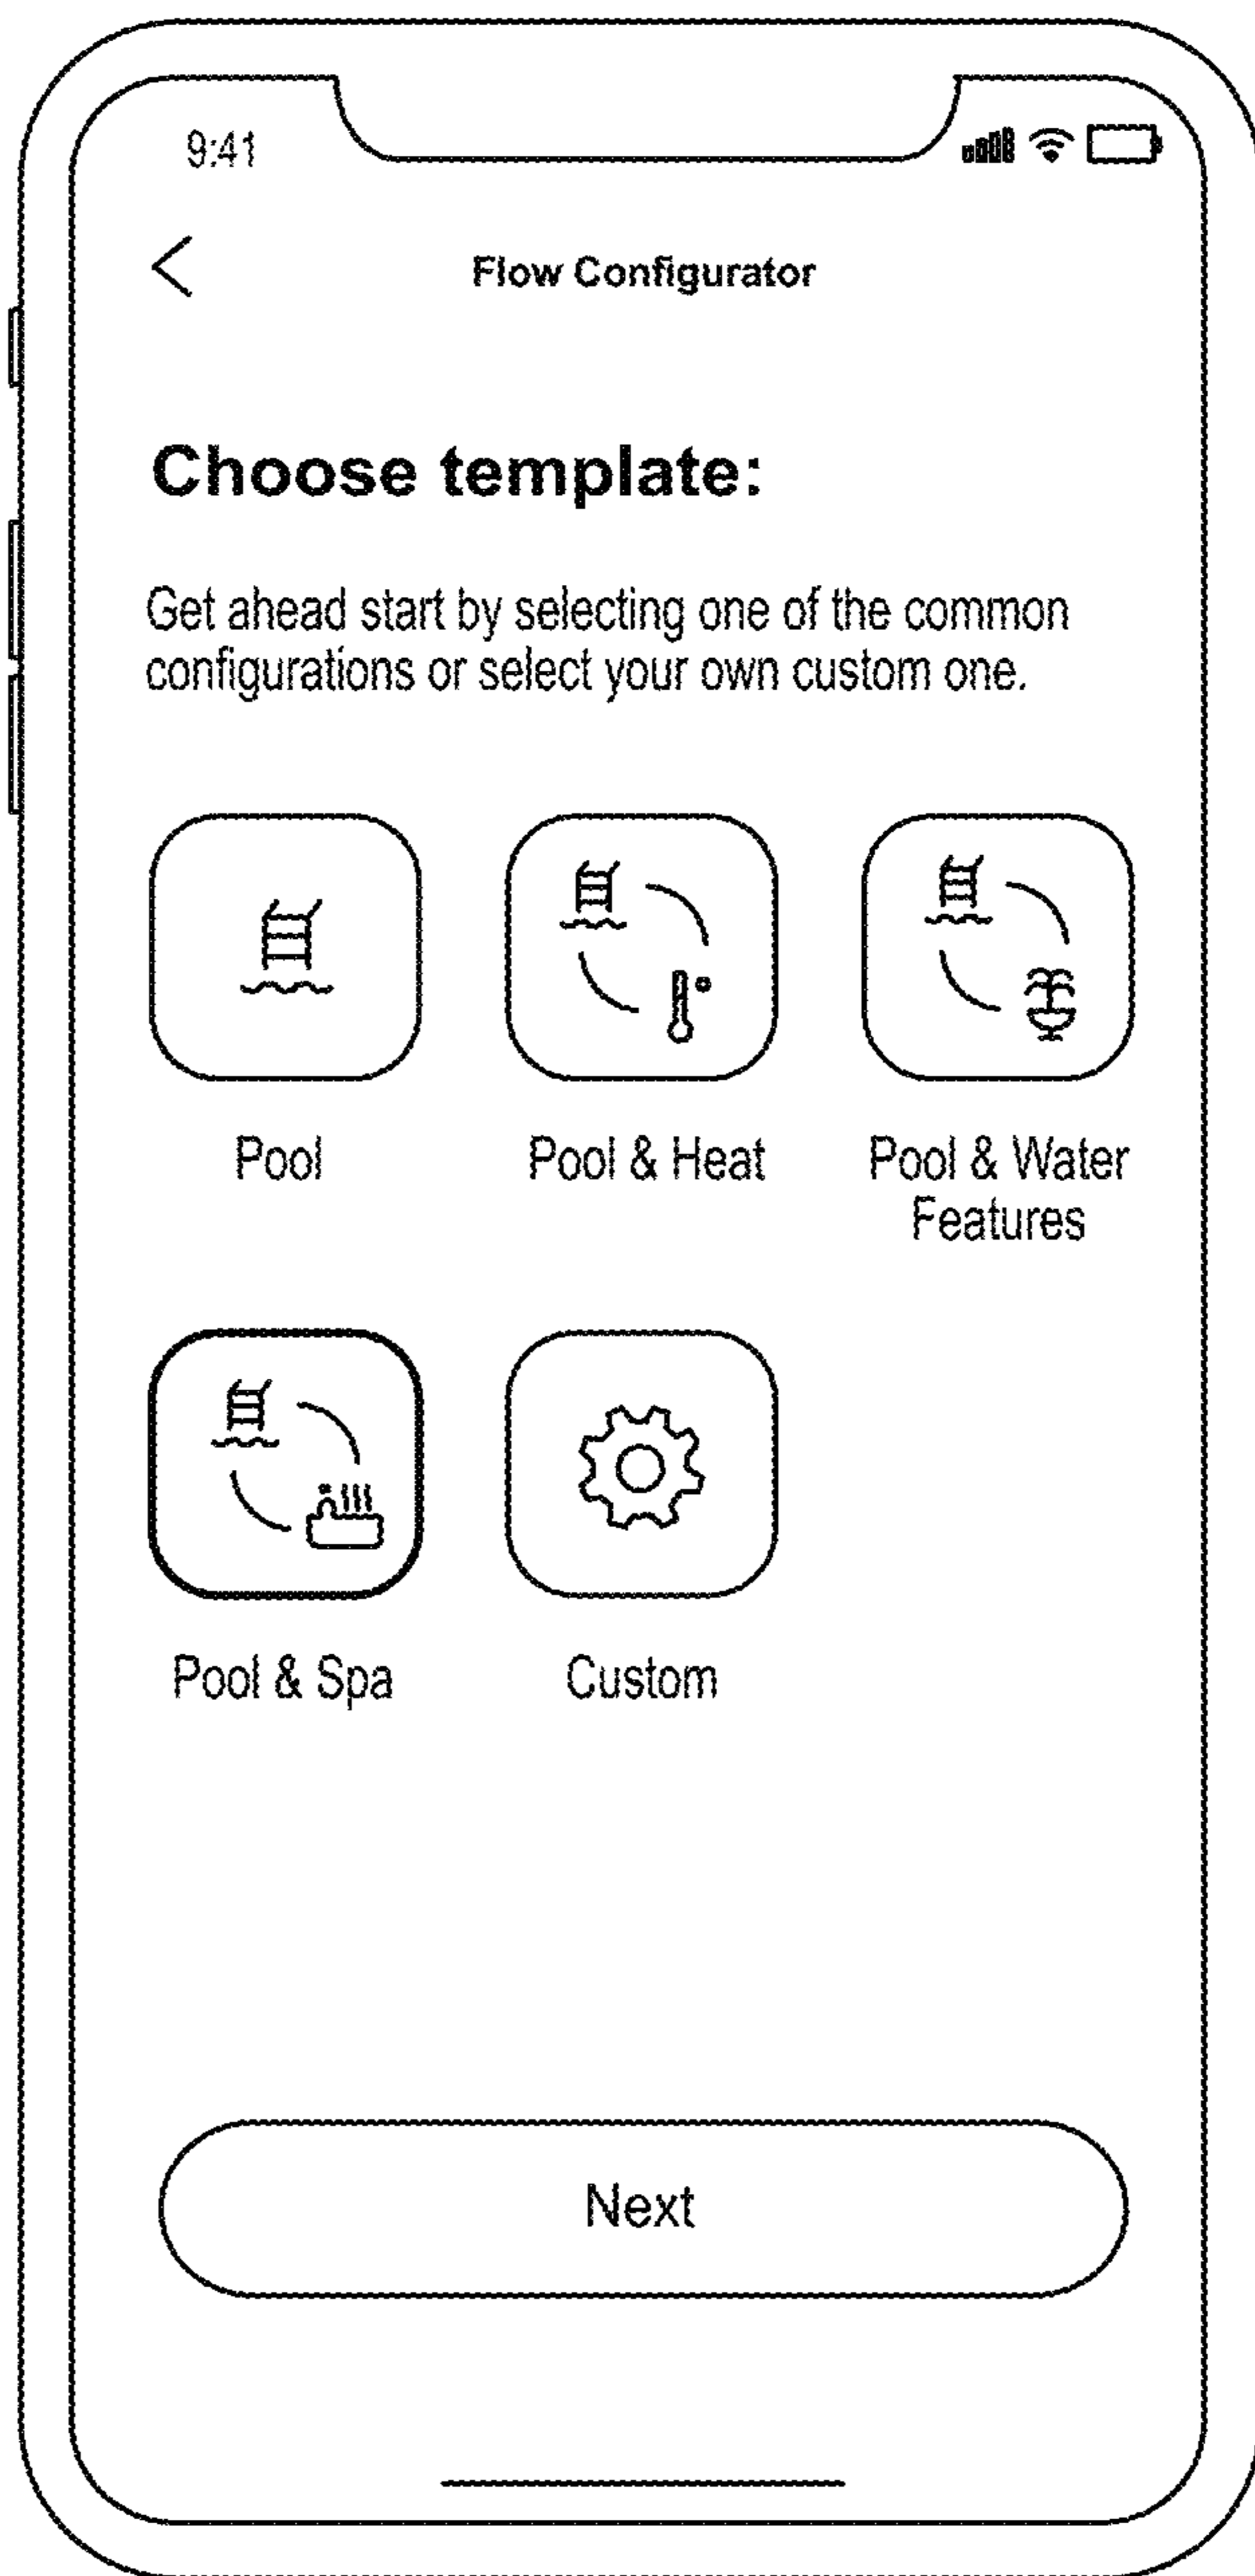 9:41
Flow Configurator
Choose template:
Get ahead start by selecting one of the common
configurations or select your own custom one.
Pool
Pool & Heat
Pool & Water
Features
Pool & Spa
Custom
Next